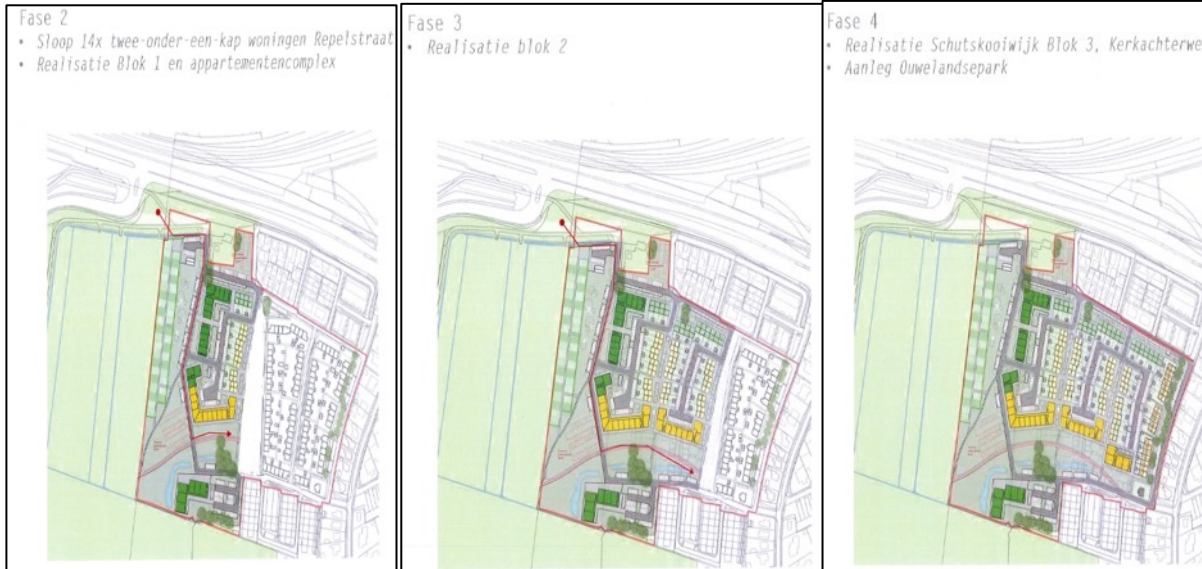 Fase 2
• Sloop 14x twee-onder-een-kap woningen Repelstraat
• Realisatie Blok 1 en appartementencomplex
Fase 3
• Realisatie blok 2
Fase 4
• Realisatie Schutskooiwijk Blok 3, Kerkachterwe
• Aanleg Ouwelandsepark